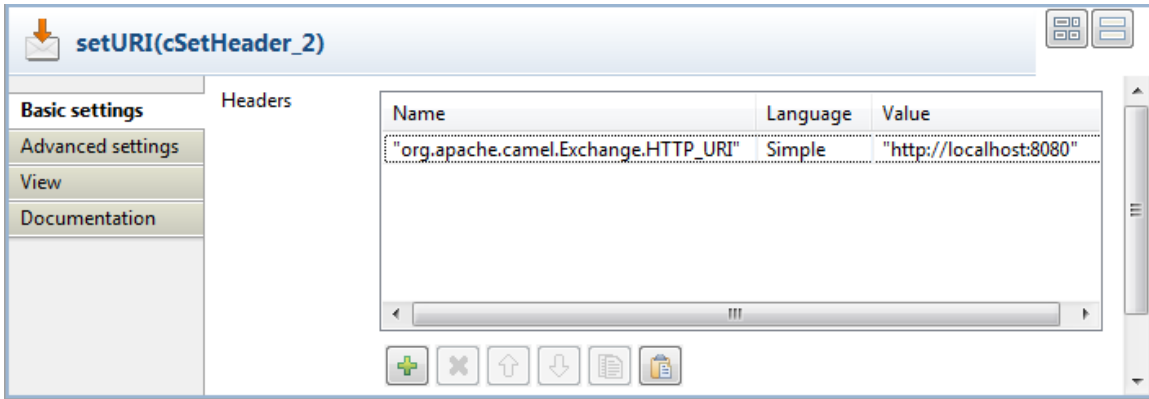 setURI(cSetHeader_2)
Basic settings
Advanced settings
View
Documentation
Headers
Name Language Value
"org.apache.camel.Exchange.HTTP_URI" Simple "http://localhost:8080"